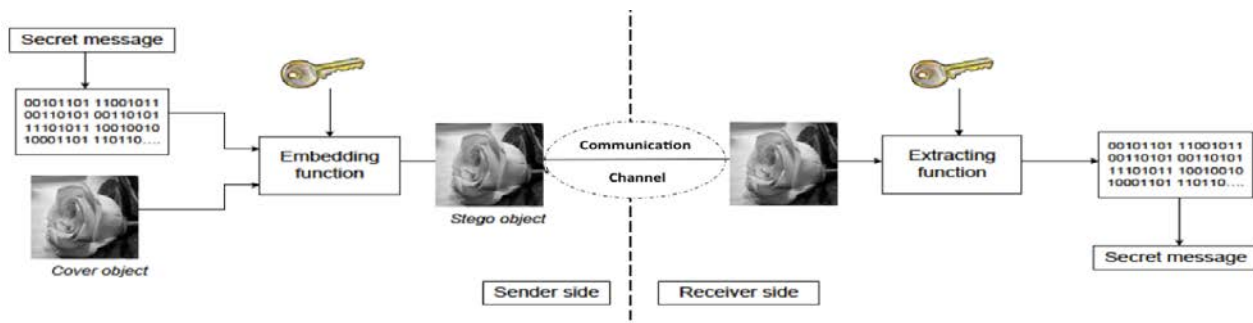 Secret message
00101101 11001011
00110101 00110101
11101011 10010010
10001101 110110....
Cover object
Embedding
function
Stego object
Communication
Channel
Sender side
Receiver side
Extracting
function
00101101 11001011
00110101 00110101
11101011 10010010
10001101 110110....
Secret message